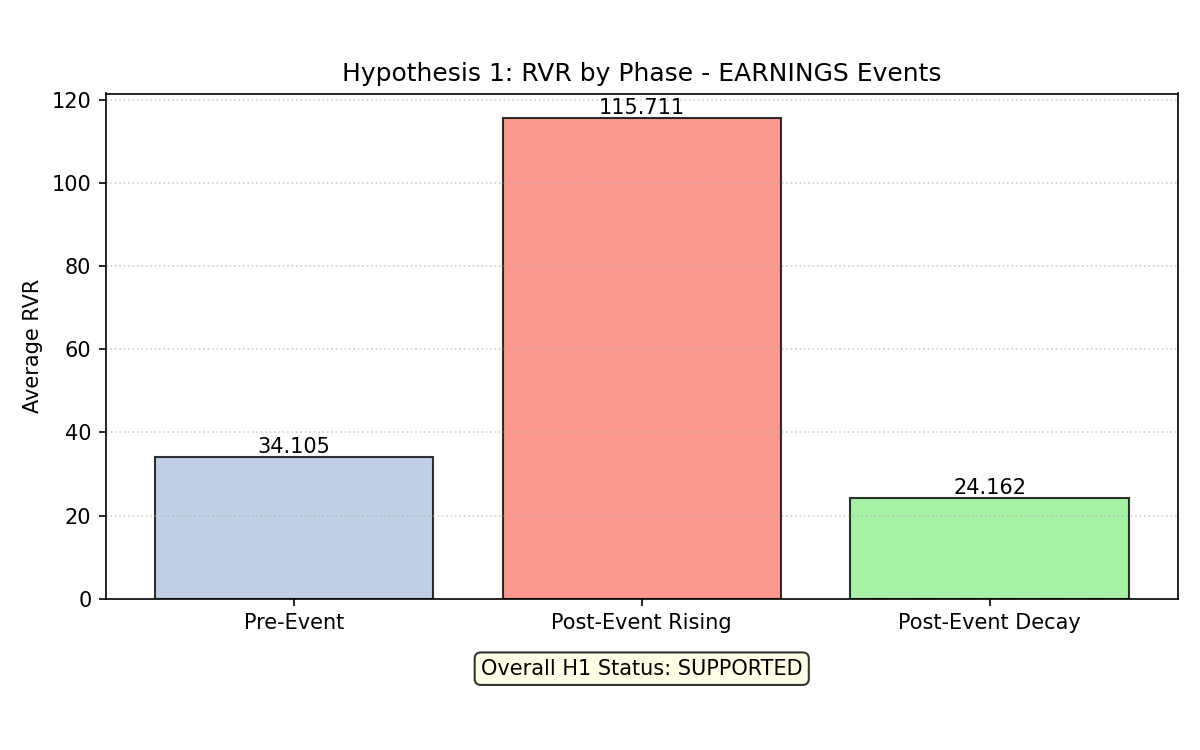 Hypothesis 1: RVR by Phase - EARNINGS Events
Average RVR
120
100
80
60
40
20
0
34.105
115.711
24.162
Pre-Event
Post-Event Rising
Post-Event Decay
Overall H1 Status: SUPPORTED